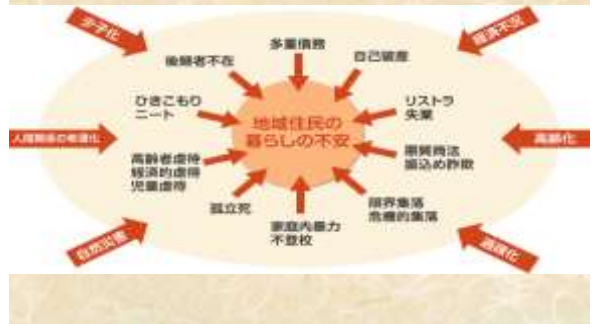 少子化
経済不況
多重債務
後継者不在
自己破産
ひきこもり
ニート
リストラ
失業
地域住民の
暮らしの不安
人間関係の希薄化
高齢化
高齢者虐待
経済的虐待
児童虐待
悪質商法
振込め詐欺
孤立死
限界集落
危機的集落
家庭内暴力
不登校
自然災害
過疎化